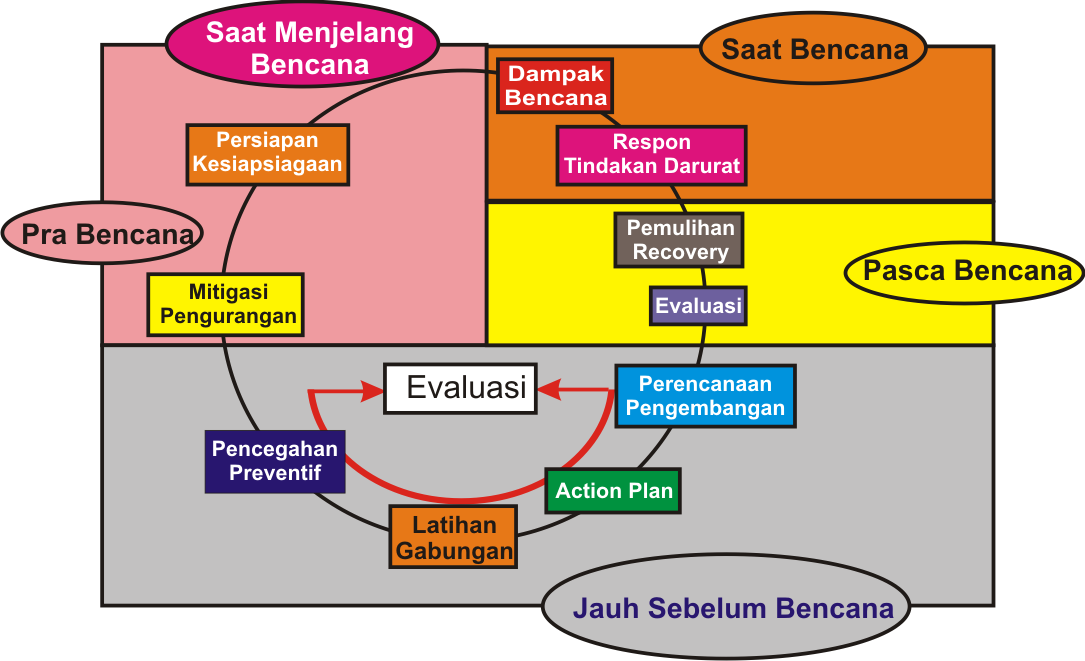 Saat Menjelang
Bencana
Saat Bencana
Dampak
Bencana
Persiapan
Kesiapsiagaan
Respon
Tindakan Darurat
Pra Bencana
Pemulihan
Recovery
Pasca Bencana
Mitigasi
Pengurangan
Evaluasi
Evaluasi
Perencanaan
Pengembangan
Pencegahan
Preventif
Action Plan
Latihan
Gabungan
Jauh Sebelum Bencana